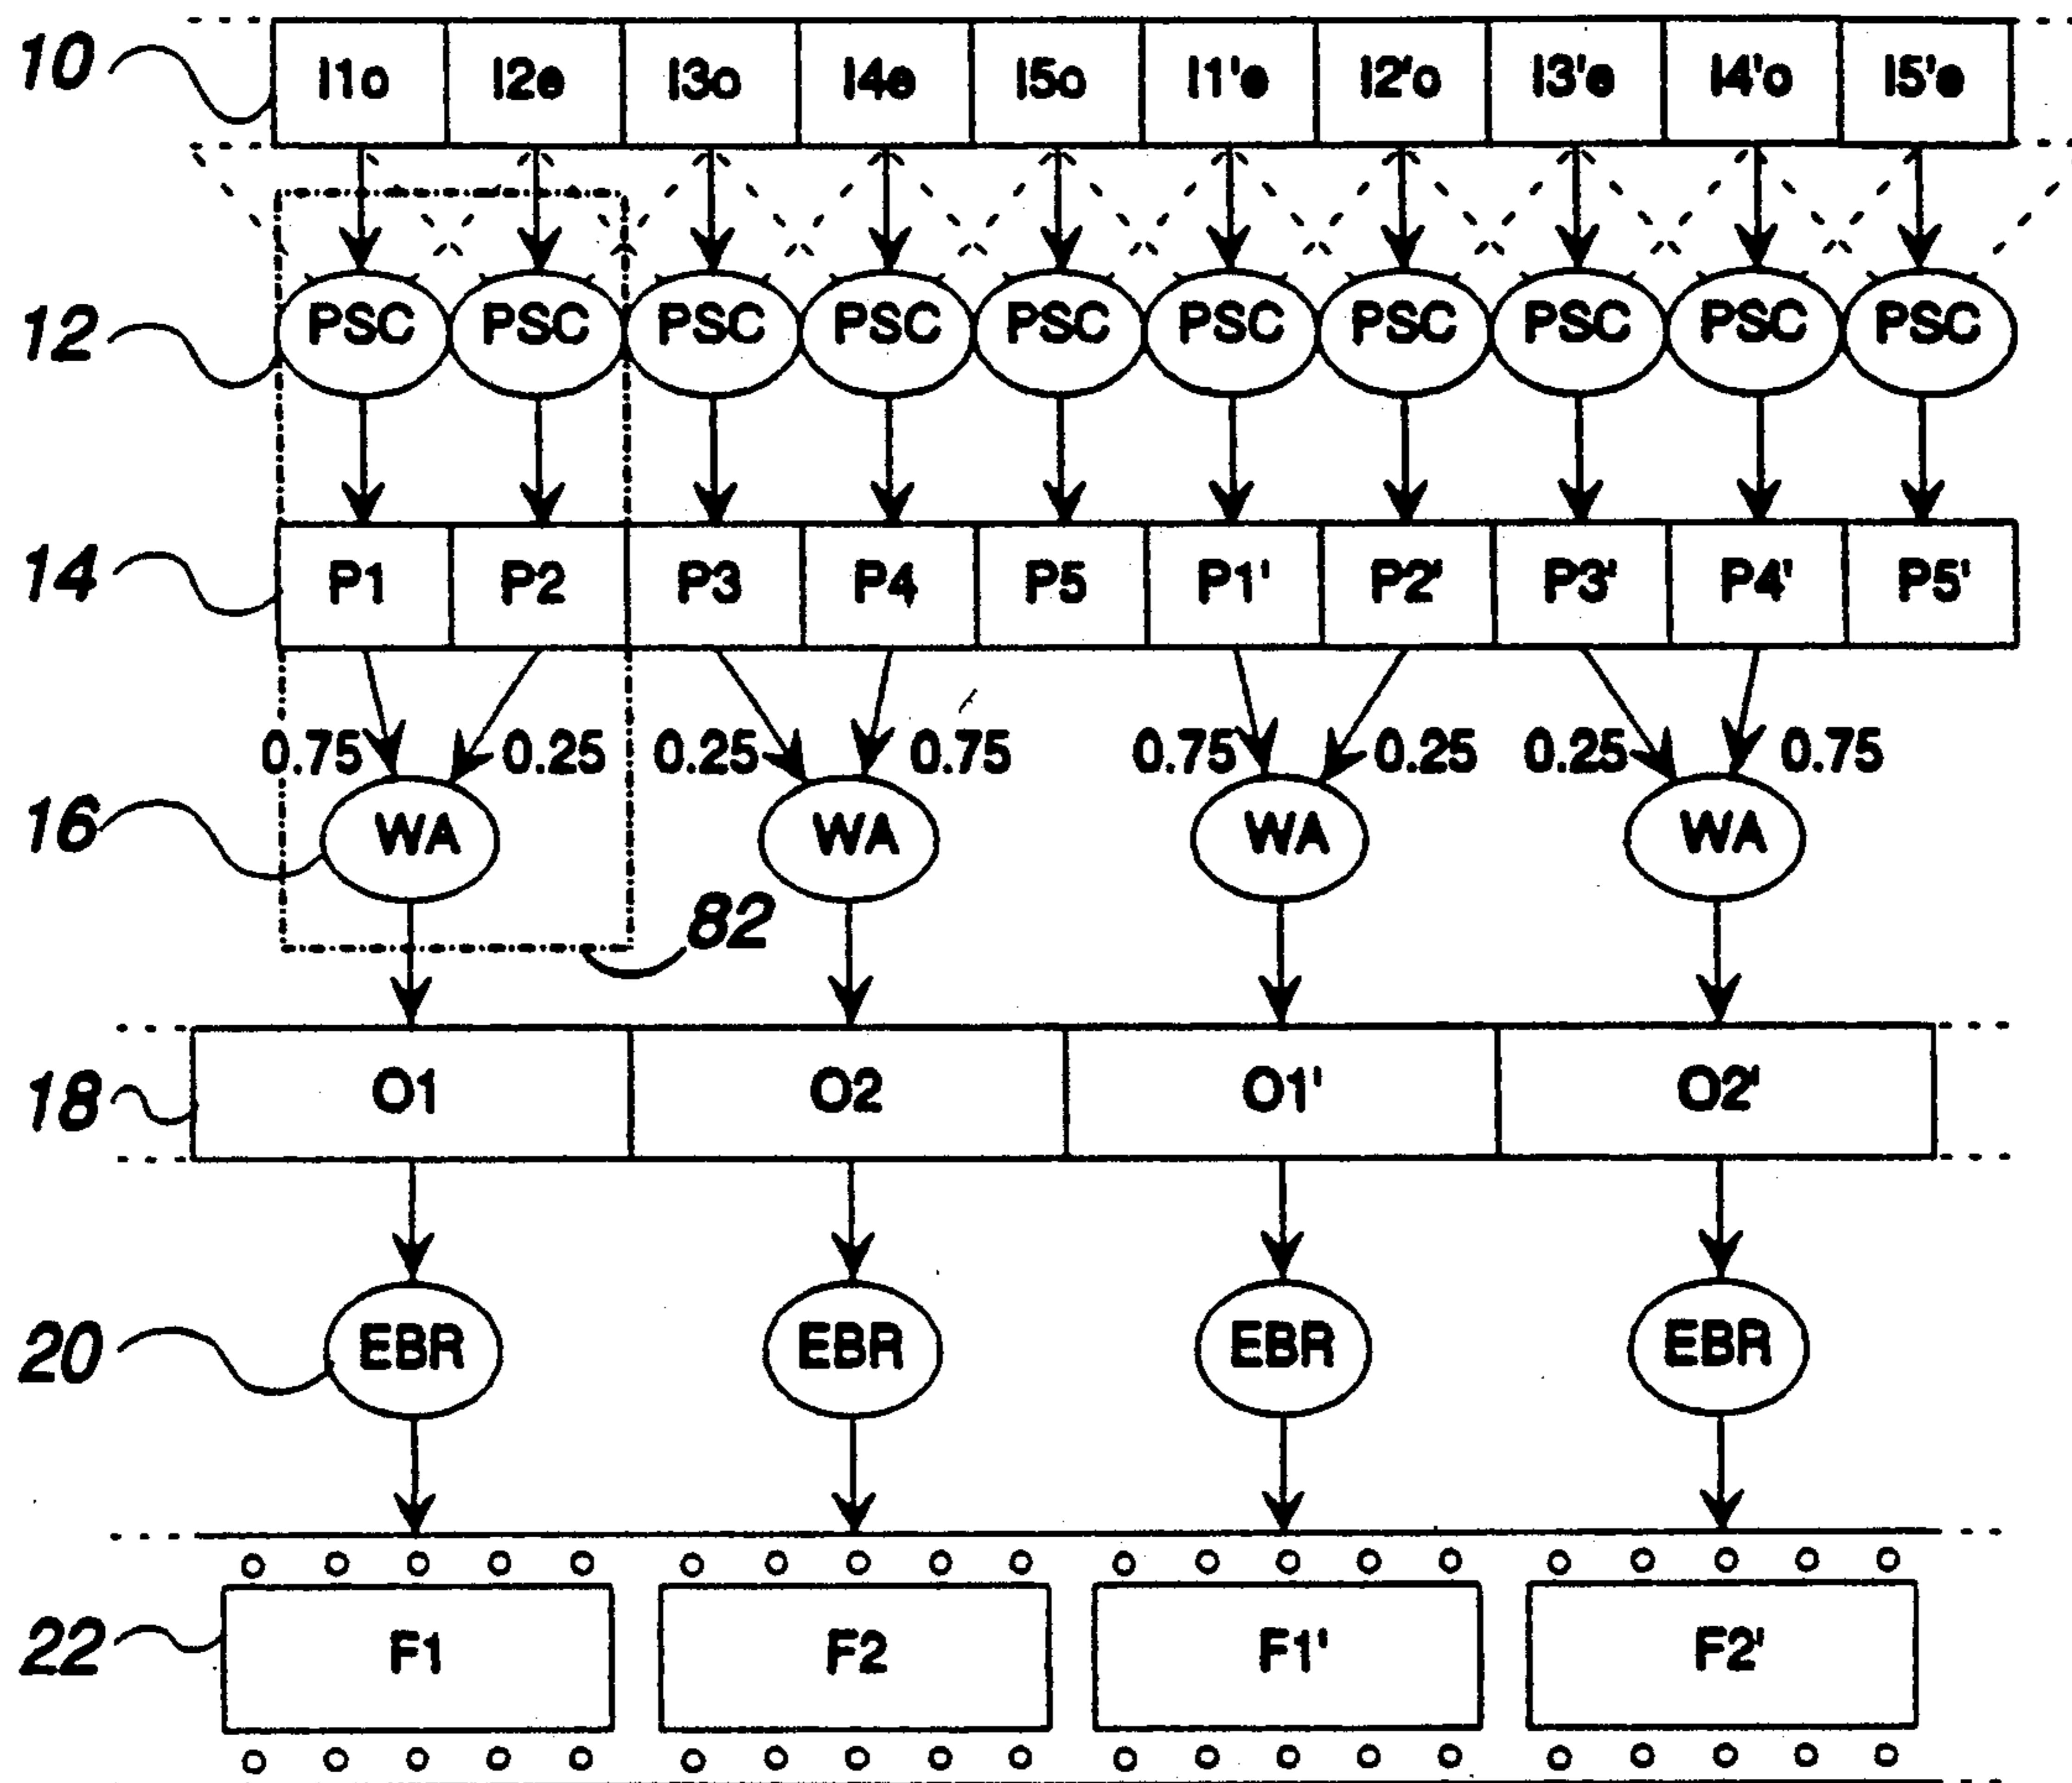 10 I1o I2e I3o I4e I5o I1'e I2'o I3'e I4'o I5'e
12 PSC PSC PSC PSC PSC PSC PSC PSC PSC PSC
14 P1 P2 P3 P4 P5 P1' P2' P3' P4' P5'
0.75 0.25 0.25 0.75 0.75 0.25 0.25 0.75
16 WA WA WA WA
82
18 O1 O2 O1' O2'
20 EBR EBR EBR EBR
22 F1 F2 F1' F2'